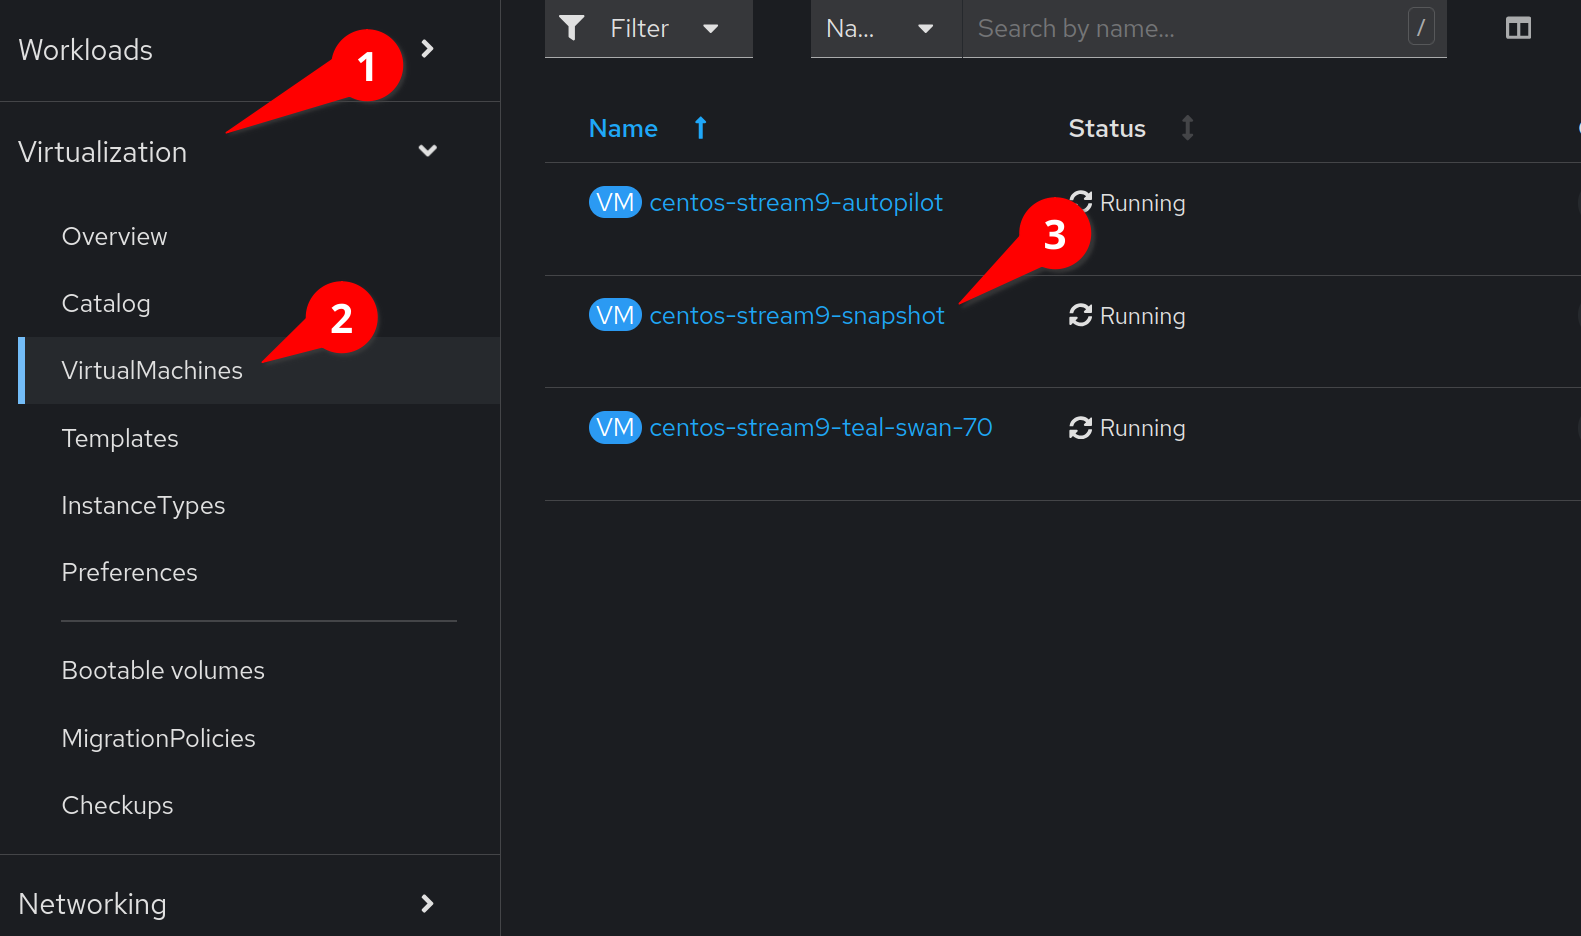 Workloads
1
Virtualization
Overview
Catalog
2
VirtualMachines
Templates
InstanceTypes
Preferences
Bootable volumes
MigrationPolicies
Checkups
Networking
Filter
Na...
Search by name...
/
Name
Status
VM centos-stream9-autopilot
Running
3
VM centos-stream9-snapshot
Running
VM centos-stream9-teal-swan-70
Running